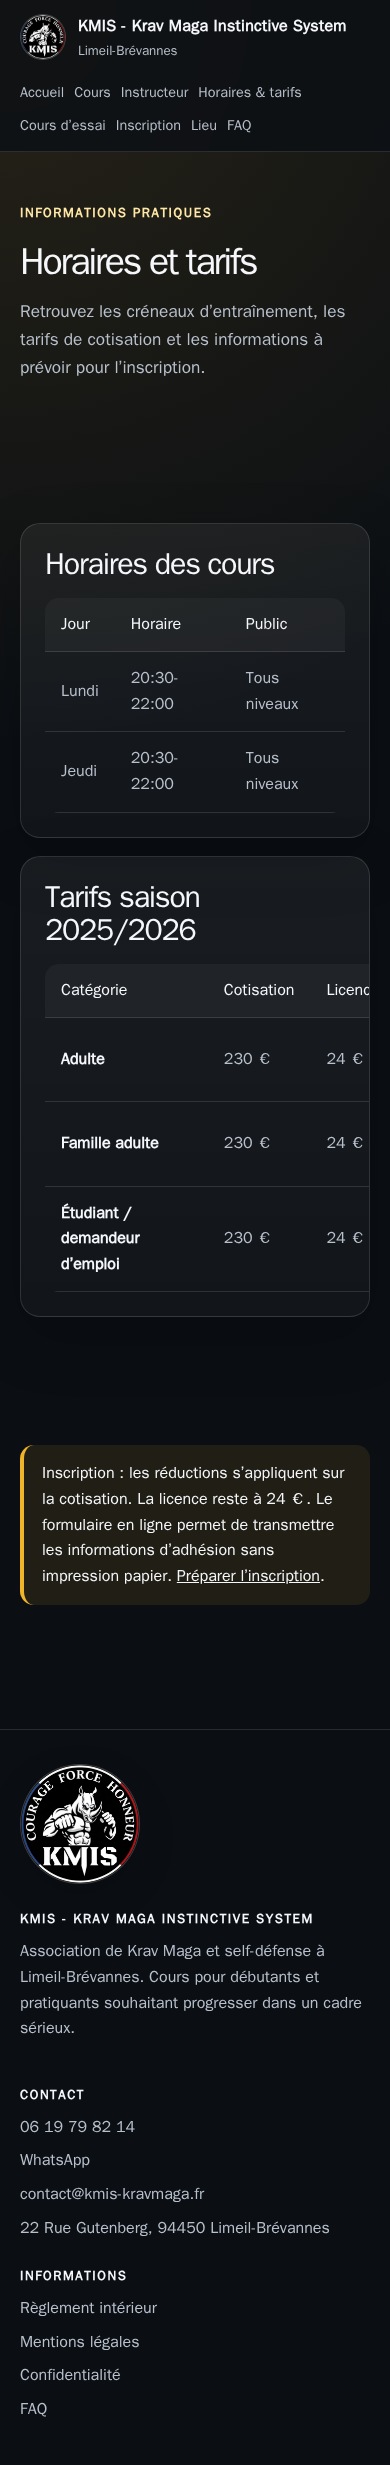 KMIS - Krav Maga Instinctive System
Limeil-Brévannes
Accueil Cours Instructeur Horaires & tarifs
Cours d'essai Inscription Lieu FAQ
INFORMATIONS PRATIQUES
Horaires et tarifs
Retrouvez les créneaux d'entraînement, les
tarifs de cotisation et les informations à
prévoir pour l'inscription.
Horaires des cours
Jour Horaire Public
Lundi 20:30-22:00 Tous niveaux
Jeudi 20:30-22:00 Tous niveaux
Tarifs saison
2025/2026
Catégorie Cotisation Licenc
Adulte 230 € 24 €
Famille adulte 230 € 24 €
Étudiant /
demandeur 230 € 24 €
d'emploi
Inscription : les réductions s'appliquent sur
la cotisation. La licence reste à 24 € . Le
formulaire en ligne permet de transmettre
les informations d'adhésion sans
impression papier. Préparer l'inscription.
COURAGE FORCE HONNEUR
KMIS
KMIS - KRAV MAGA INSTINCTIVE SYSTEM
Association de Krav Maga et self-défense à
Limeil-Brévannes. Cours pour débutants et
pratiquants souhaitant progresser dans un cadre
sérieux.
CONTACT
06 19 79 82 14
WhatsApp
contact@kmis-kravmaga.fr
22 Rue Gutenberg, 94450 Limeil-Brévannes
INFORMATIONS
Règlement intérieur
Mentions légales
Confidentialité
FAQ